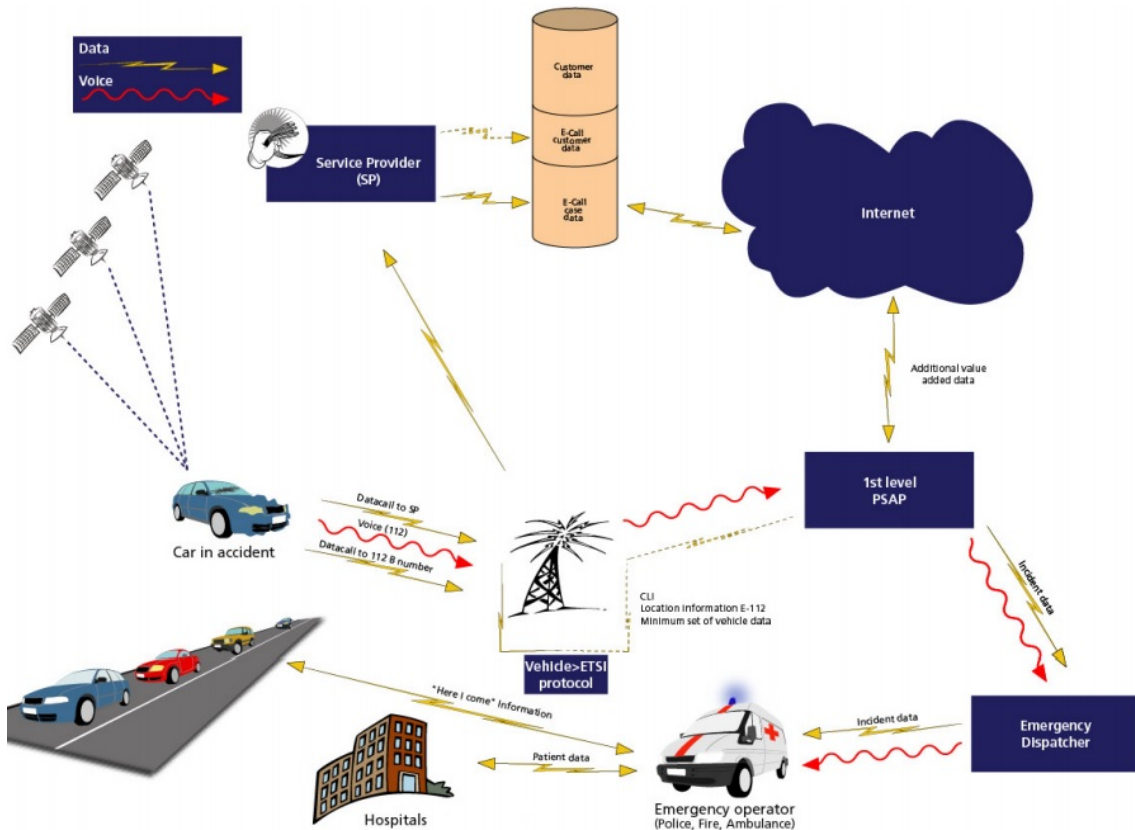 Data
Voice
Customer
data
E-Call
customer
data
E-Call
case
data
Service Provider
(SP)
Internet
Additional value
added data
1st level
PSAP
Datacall to SP
Voice (112)
Datacall to 112 B number
Car in accident
CLI
Location information E-112
Minimum set of vehicle data
Incident data
Vehicle>ETSI
protocol
"Here I come" Information
Incident data
Emergency
Dispatcher
Patient data
Hospitals
Emergency operator
(Police, Fire, Ambulance)